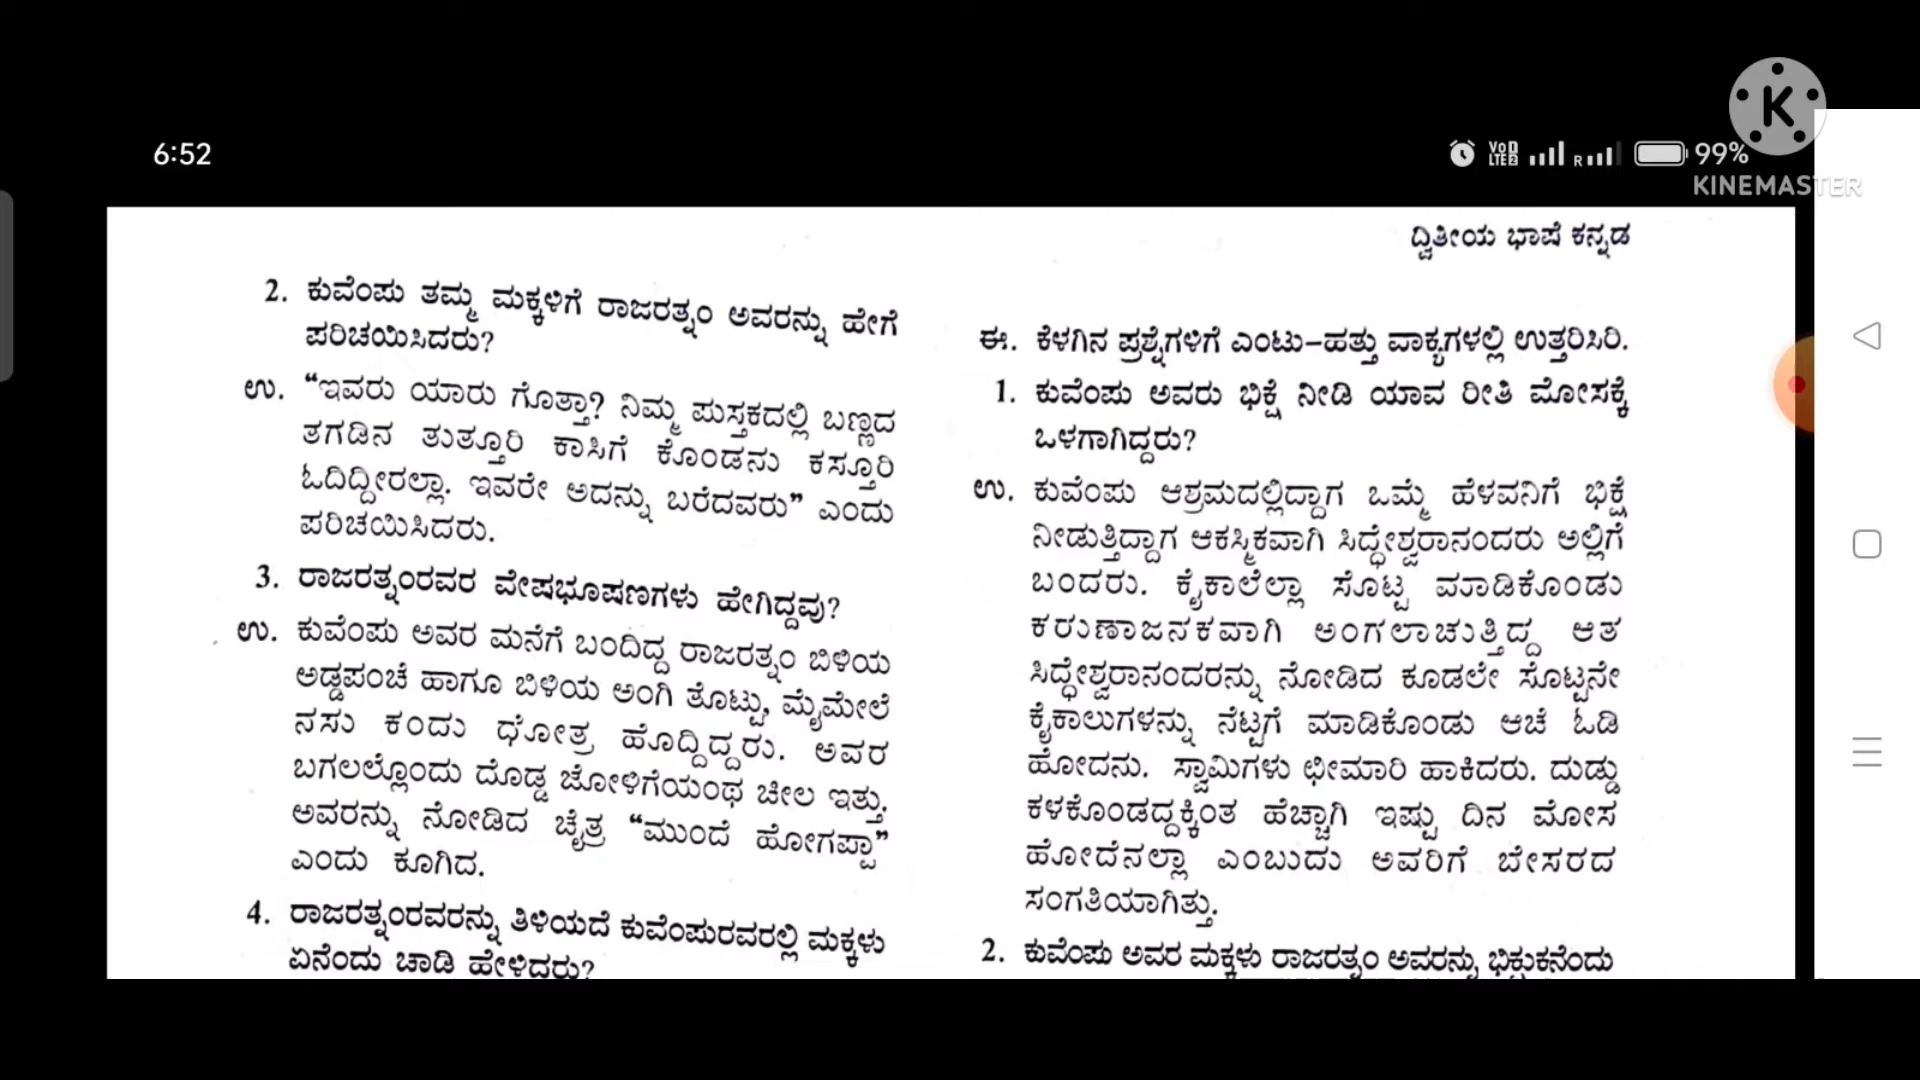 6:52
VoD
LTE2
R
99%
K
KINEMASTER
ದ್ವಿತೀಯ ಭಾಷೆ ಕನ್ನಡ
2. ಕುವೆಂಪು ತಮ್ಮ ಮಕ್ಕಳಿಗೆ ರಾಜರತ್ನಂ ಅವರನ್ನು ಹೇಗೆ
ಪರಿಚಯಿಸಿದರು?
ಉ. “ಇವರು ಯಾರು ಗೊತ್ತಾ? ನಿಮ್ಮ ಪುಸ್ತಕದಲ್ಲಿ ಬಣ್ಣದ
ತಗಡಿನ ತುತ್ತೂರಿ ಕಾಸಿಗೆ ಕೊಂಡನು ಕಸ್ತೂರಿ
ಓದಿದ್ದೀರಲ್ಲಾ. ಇವರೇ ಅದನ್ನು ಬರೆದವರು” ಎಂದು
ಪರಿಚಯಿಸಿದರು.
3. ರಾಜರತ್ನಂರವರ ವೇಷಭೂಷಣಗಳು ಹೇಗಿದ್ದವು?
ಉ. ಕುವೆಂಪು ಅವರ ಮನೆಗೆ ಬಂದಿದ್ದ ರಾಜರತ್ನಂ ಬಿಳಿಯ
ಅಡ್ಡಪಂಚೆ ಹಾಗೂ ಬಿಳಿಯ ಅಂಗಿ ತೊಟ್ಟು, ಮೈಮೇಲೆ
ನಸು ಕಂದು ಧೋತ್ರ ಹೊದ್ದಿದ್ದರು. ಅವರ
ಬಗಲಲ್ಲೊಂದು ದೊಡ್ಡ ಜೋಳಿಗೆಯಂಥ ಚೀಲ ಇತ್ತು.
ಅವರನ್ನು ನೋಡಿದ ಚೈತ್ರ “ಮುಂದೆ ಹೋಗಪ್ಪಾ”
ಎಂದು ಕೂಗಿದ.
4. ರಾಜರತ್ನಂರವರನ್ನು ತಿಳಿಯದೆ ಕುವೆಂಪುರವರಲ್ಲಿ ಮಕ್ಕಳು
ಏನೆಂದು ಚಾಡಿ ಹೇಳಿದರು?
ಈ. ಕೆಳಗಿನ ಪ್ರಶ್ನೆಗಳಿಗೆ ಎಂಟು–ಹತ್ತು ವಾಕ್ಯಗಳಲ್ಲಿ ಉತ್ತರಿಸಿರಿ.
1. ಕುವೆಂಪು ಅವರು ಭಿಕ್ಷೆ ನೀಡಿ ಯಾವ ರೀತಿ ಮೋಸಕ್ಕೆ
ಒಳಗಾಗಿದ್ದರು?
ಉ. ಕುವೆಂಪು ಆಶ್ರಮದಲ್ಲಿದ್ದಾಗ ಒಮ್ಮೆ ಹೆಳವನಿಗೆ ಭಿಕ್ಷೆ
ನೀಡುತ್ತಿದ್ದಾಗ ಆಕಸ್ಮಿಕವಾಗಿ ಸಿದ್ಧೇಶ್ವರಾನಂದರು ಅಲ್ಲಿಗೆ
ಬಂದರು. ಕೈಕಾಲೆಲ್ಲಾ ಸೊಟ್ಟ ಮಾಡಿಕೊಂಡು
ಕರುಣಾಜನಕವಾಗಿ ಅಂಗಲಾಚುತ್ತಿದ್ದ ಆತ
ಸಿದ್ಧೇಶ್ವರಾನಂದರನ್ನು ನೋಡಿದ ಕೂಡಲೇ ಸೊಟ್ಟನೇ
ಕೈಕಾಲುಗಳನ್ನು ನೆಟ್ಟಗೆ ಮಾಡಿಕೊಂಡು ಆಚೆ ಓಡಿ
ಹೋದನು. ಸ್ವಾಮಿಗಳು ಛೀಮಾರಿ ಹಾಕಿದರು. ದುಡ್ಡು
ಕಳಕೊಂಡದ್ದಕ್ಕಿಂತ ಹೆಚ್ಚಾಗಿ ಇಷ್ಟು ದಿನ ಮೋಸ
ಹೋದೆನಲ್ಲಾ ಎಂಬುದು ಅವರಿಗೆ ಬೇಸರದ
ಸಂಗತಿಯಾಗಿತ್ತು.
2. ಕುವೆಂಪು ಅವರ ಮಕ್ಕಳು ರಾಜರತ್ನಂ ಅವರನ್ನು ಭಿಕ್ಷುಕನೆಂದು